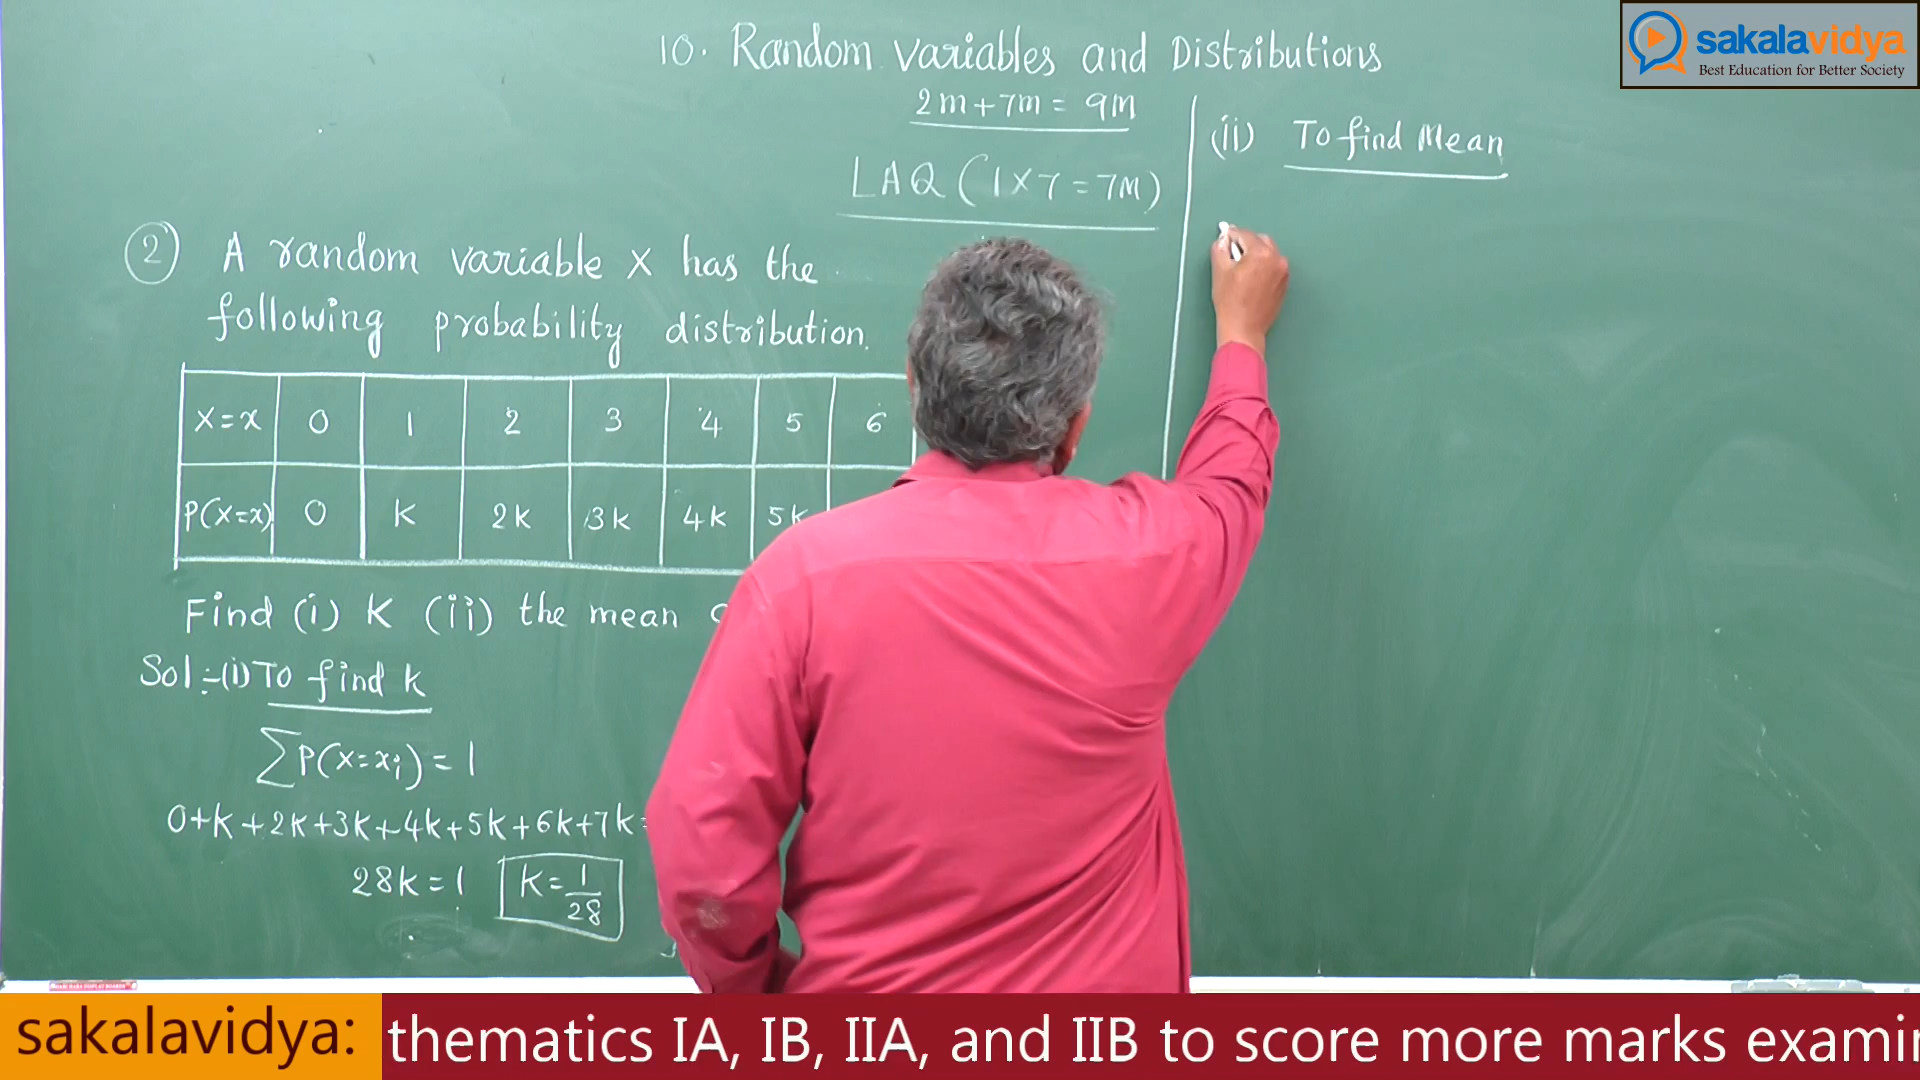 10. Random Variables and Distributions
2m+7m = 9M
LAQ (1×7=7M)
(2) A random variable X has the
following probability distribution.
X=x 0 1 2 3 4 5 6
P(X=x) 0 K 2K 3K 4K 5K
Find (i) K (ii) the mean
Sol:-(i) To find k
∑P(X=xi)=1
0+K+2K+3K+4K+5K+6K+7K=
28K=1 K=1/28
(ii) To find Mean
sakalavidya
Best Education for Better Society
sakalavidya: thematics IA, IB, IIA, and IIB to score more marks examin